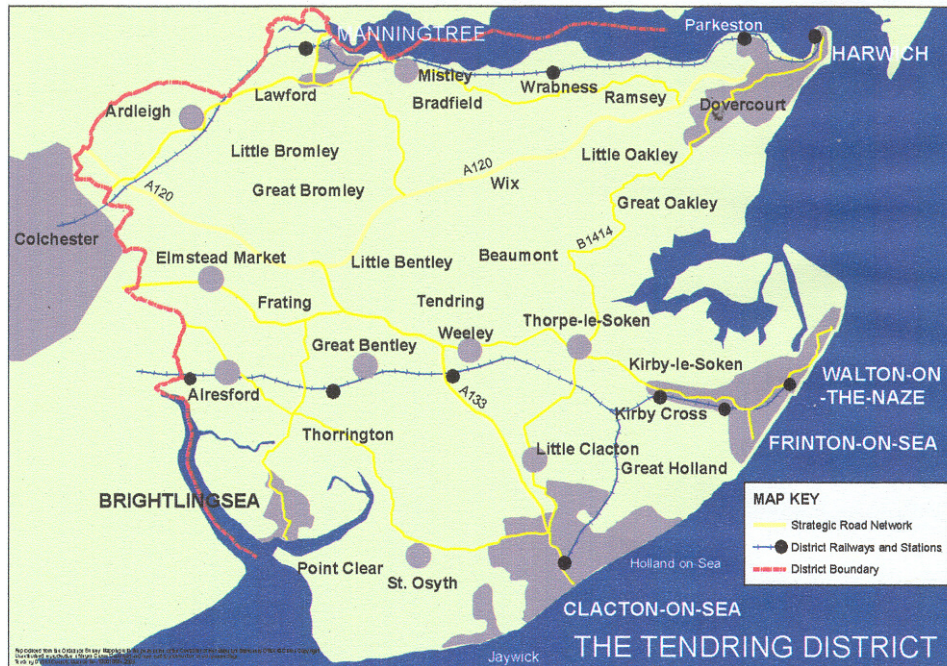 MANNINGTREE
Parkeston
HARWICH
Mistley
Lawford
Bradfield
Wrabness
Ramsey
Dovercourt
Ardleigh
Little Bromley
Little Oakley
A120
A120
Great Bromley
Wix
Great Oakley
Colchester
B1414
Elmstead Market
Little Bentley
Beaumont
Frating
Tendring
Thorpe-le-Soken
Weeley
Great Bentley
Kirby-le-Soken
WALTON-ON
-THE-NAZE
Alresford
A133
Kirby Cross
Thorrington
Little Clacton
FRINTON-ON-SEA
Great Holland
BRIGHTLINGSEA
MAP KEY
Strategic Road Network
District Railways and Stations
District Boundary
Holland-on-Sea
Point Clear
St. Osyth
CLACTON-ON-SEA
THE TENDRING DISTRICT
Jaywick